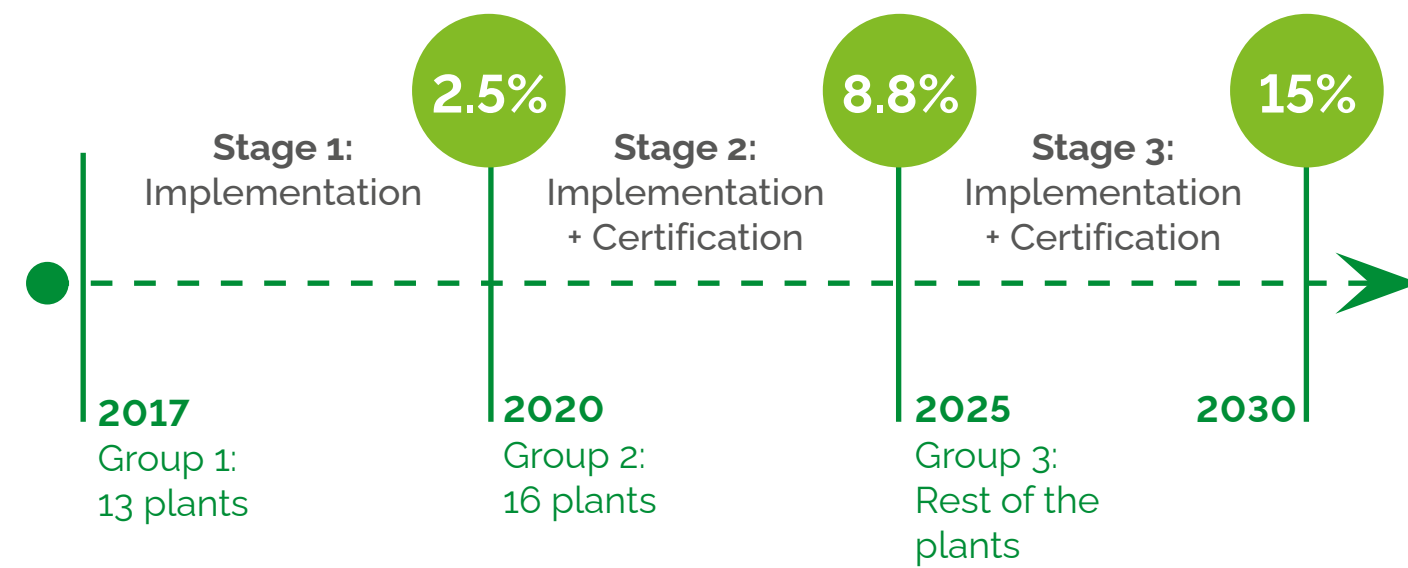 2.5%
8.8%
15%
Stage 1:
Implementation
Stage 2:
Implementation
+ Certification
Stage 3:
Implementation
+ Certification
2017
Group 1:
13 plants
2020
Group 2:
16 plants
2025
Group 3:
Rest of the
plants
2030